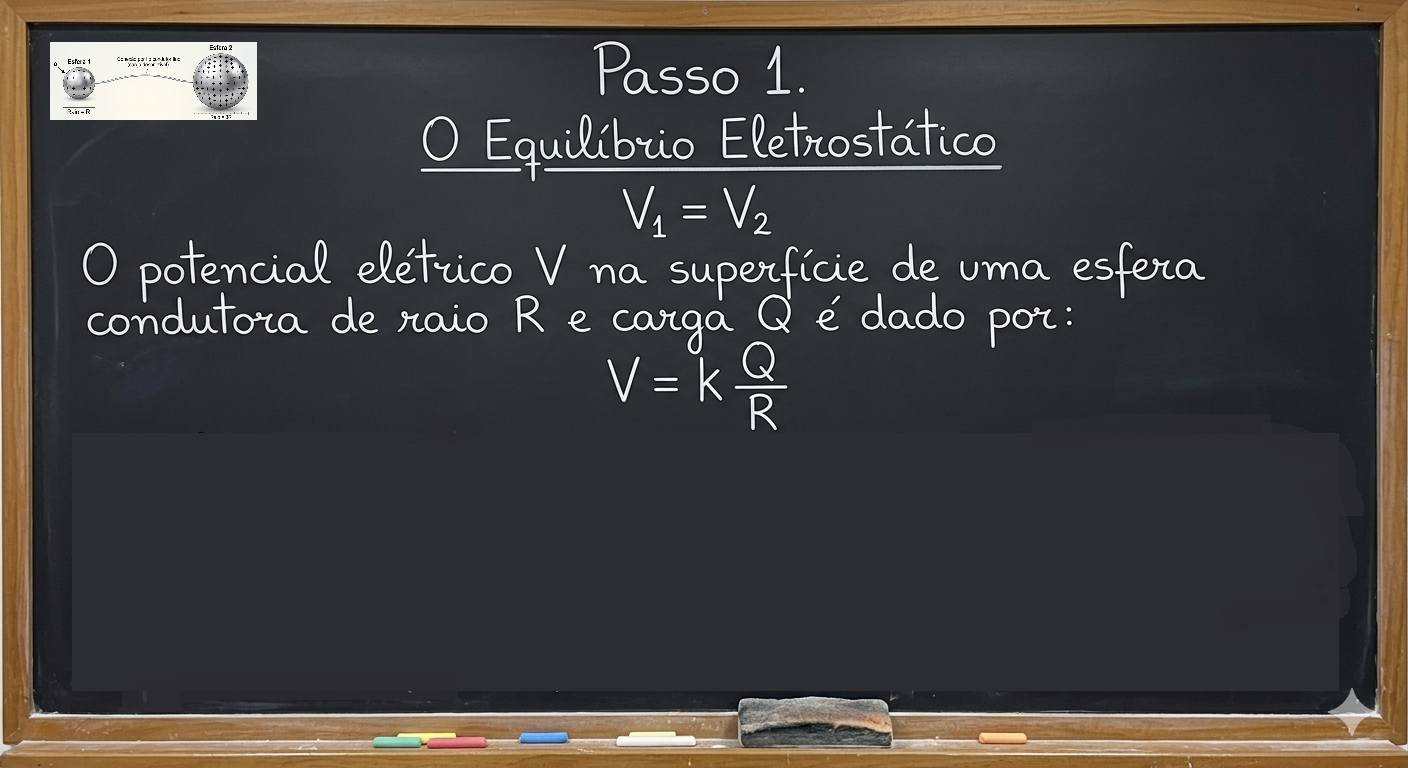 Esfera 1
Esfera 2
Passo 1.
O Equilíbrio Eletrostático
V₁ = V₂
O potencial elétrico V na superfície de uma esfera
condutora de raio R e carga Q é dado por:
V = k Q/R